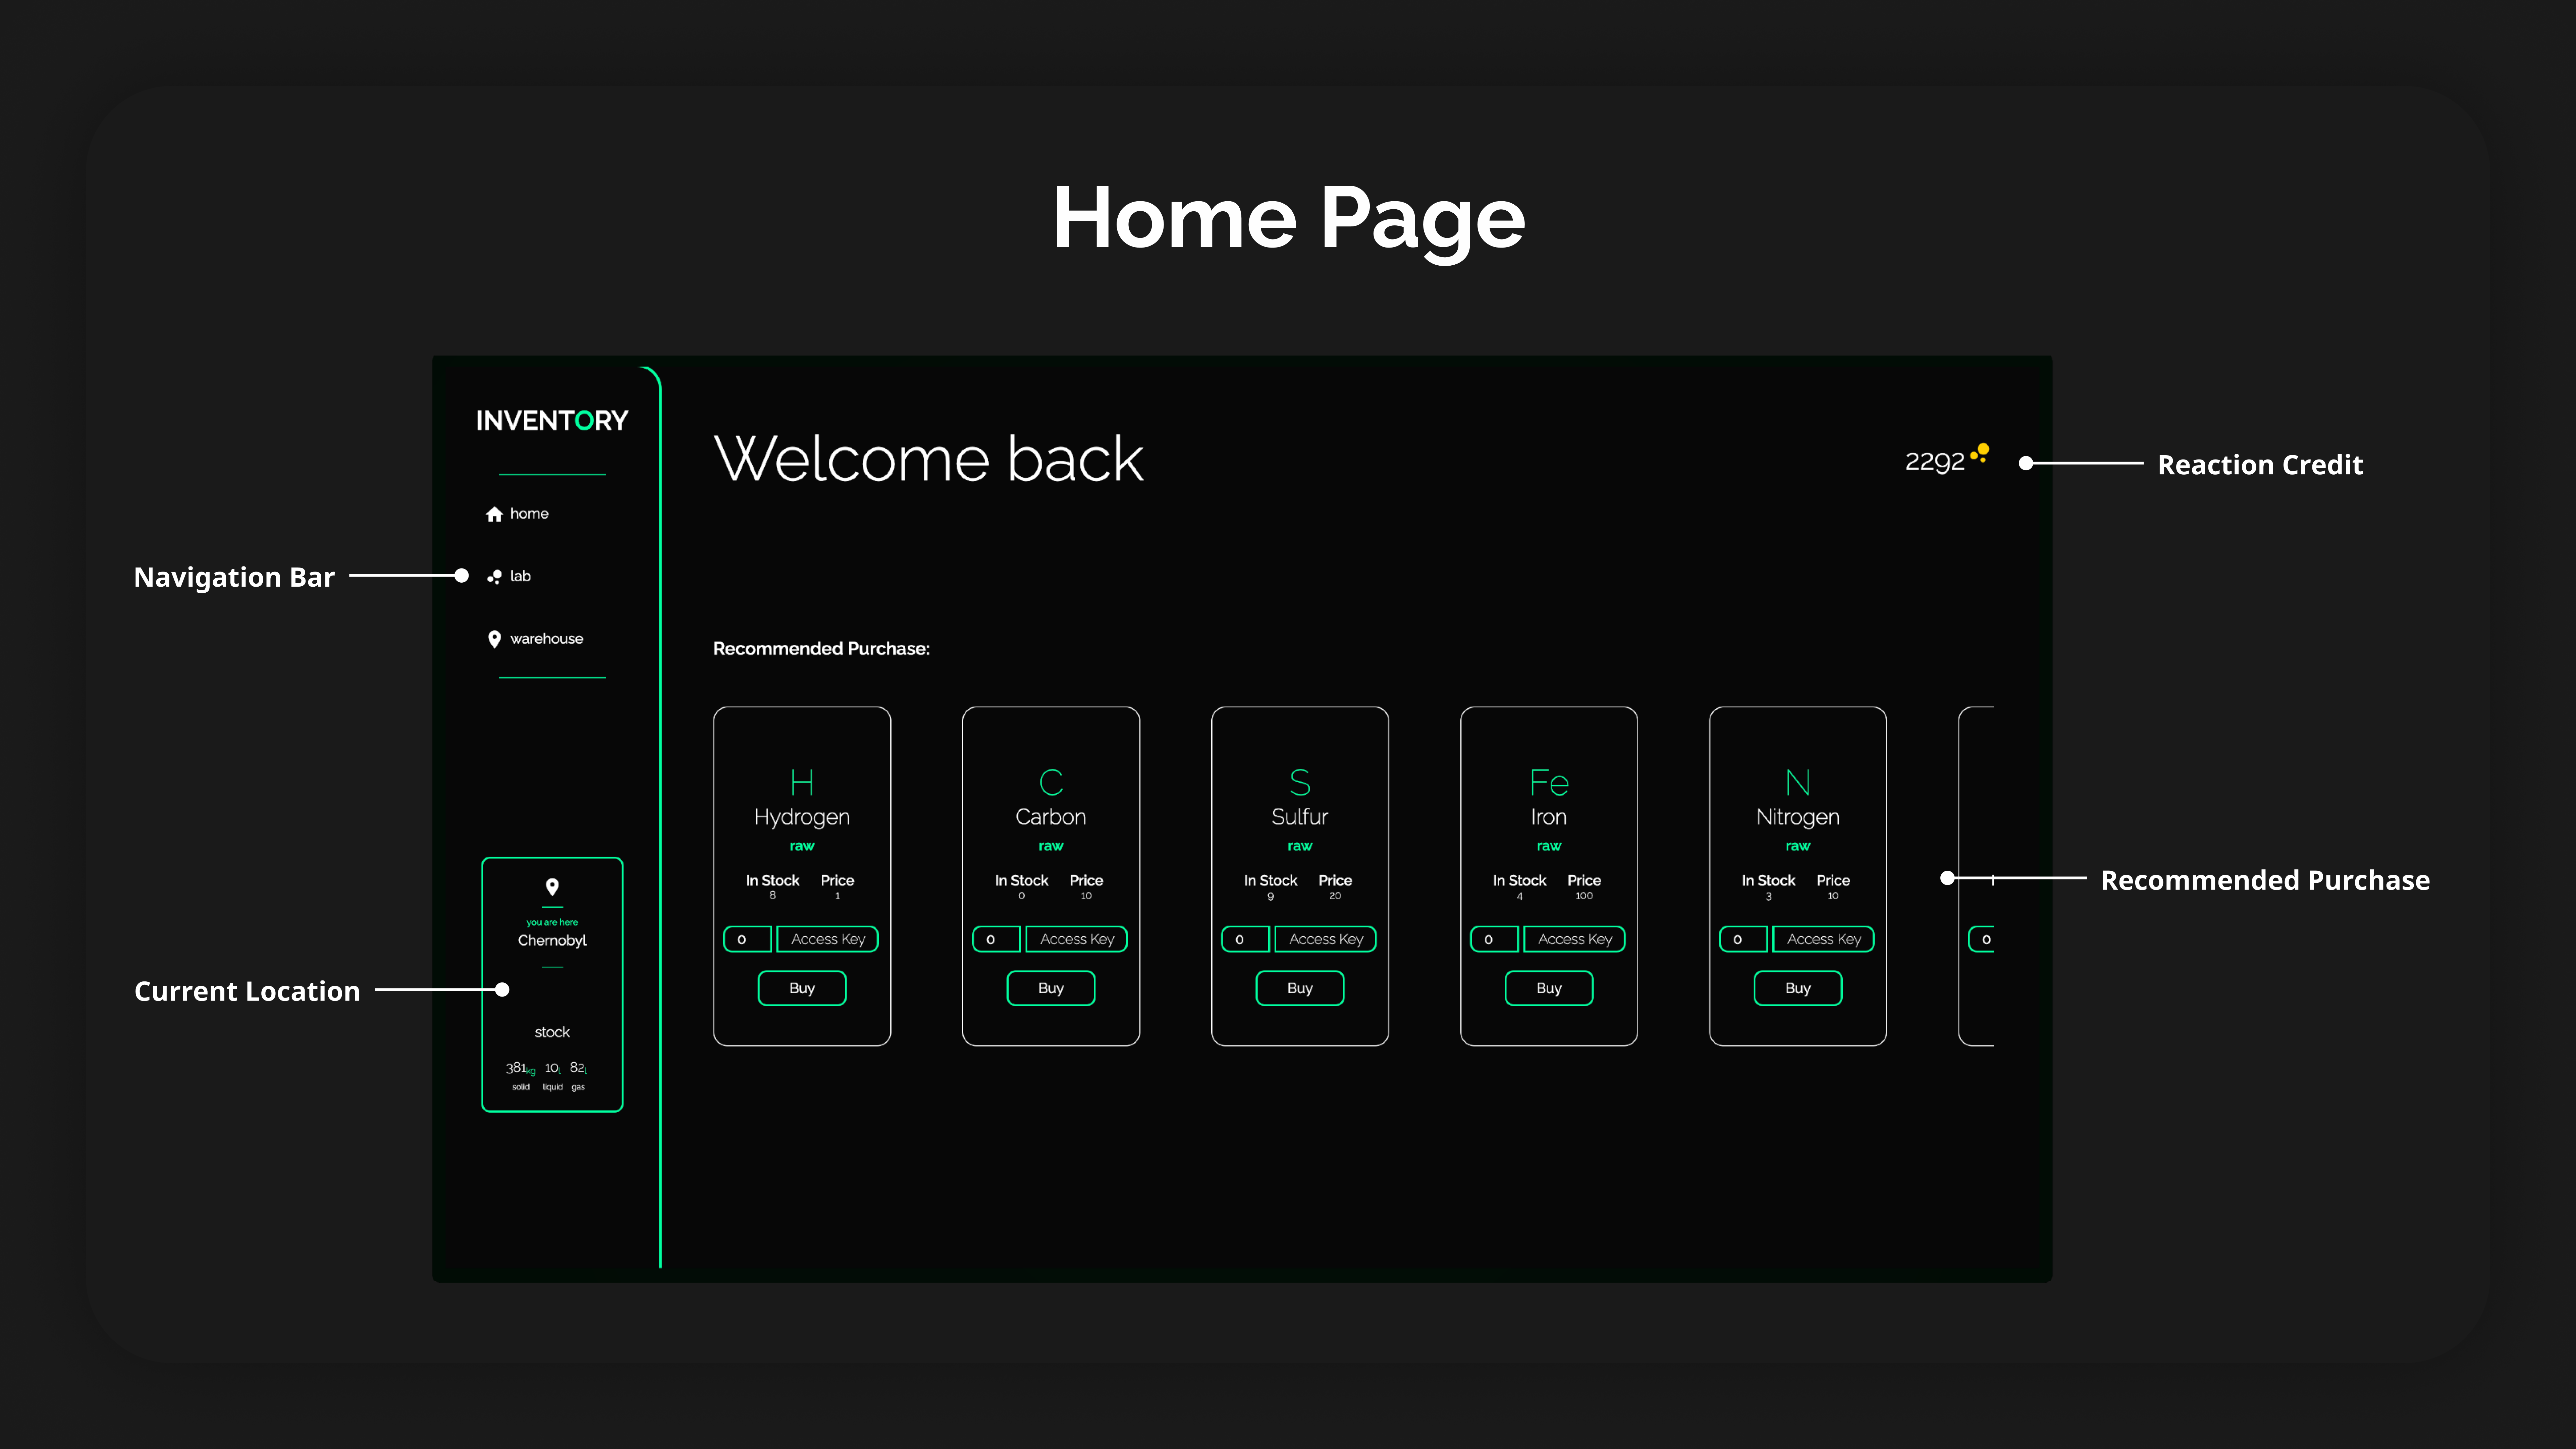 Home Page
INVENTORY
home
lab
warehouse
you are here
Chernobyl
stock
381kg 10l 82l
solid liquid gas
Welcome back
2292
Recommended Purchase:
H
Hydrogen
raw
In Stock Price
8 1
0 Access Key
Buy
C
Carbon
raw
In Stock Price
0 10
0 Access Key
Buy
S
Sulfur
raw
In Stock Price
9 20
0 Access Key
Buy
Fe
Iron
raw
In Stock Price
4 100
0 Access Key
Buy
N
Nitrogen
raw
In Stock Price
3 10
0 Access Key
Buy
0
Navigation Bar
Current Location
Reaction Credit
Recommended Purchase